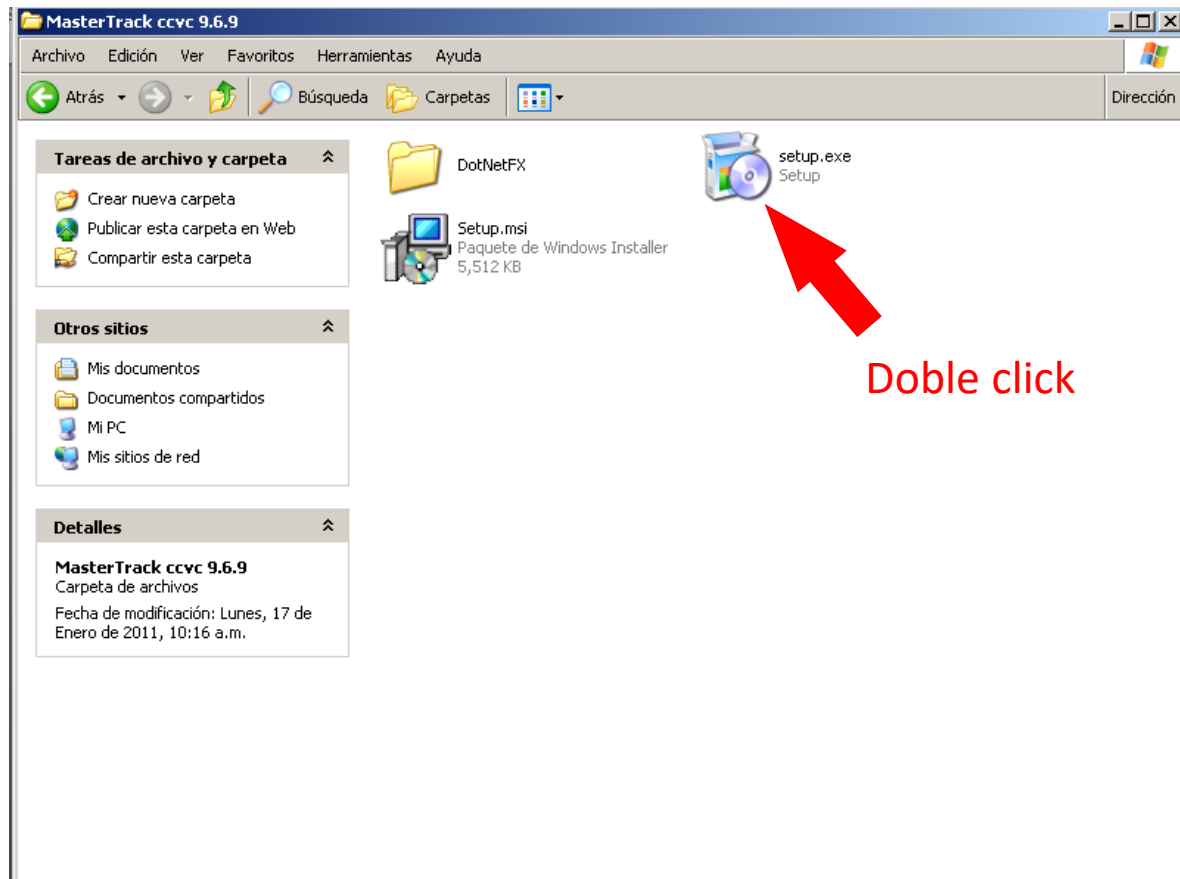 MasterTrack ccvc 9.6.9
Archivo Edición Ver Favoritos Herramientas Ayuda
Atrás Búsqueda Carpetas Dirección
Tareas de archivo y carpeta
Crear nueva carpeta
Publicar esta carpeta en Web
Compartir esta carpeta
Otros sitios
Mis documentos
Documentos compartidos
Mi PC
Mis sitios de red
Detalles
MasterTrack ccvc 9.6.9
Carpeta de archivos
Fecha de modificación: Lunes, 17 de
Enero de 2011, 10:16 a.m.
DotNetFX
setup.exe
Setup
Setup.msi
Paquete de Windows Installer
5,512 KB
Doble click